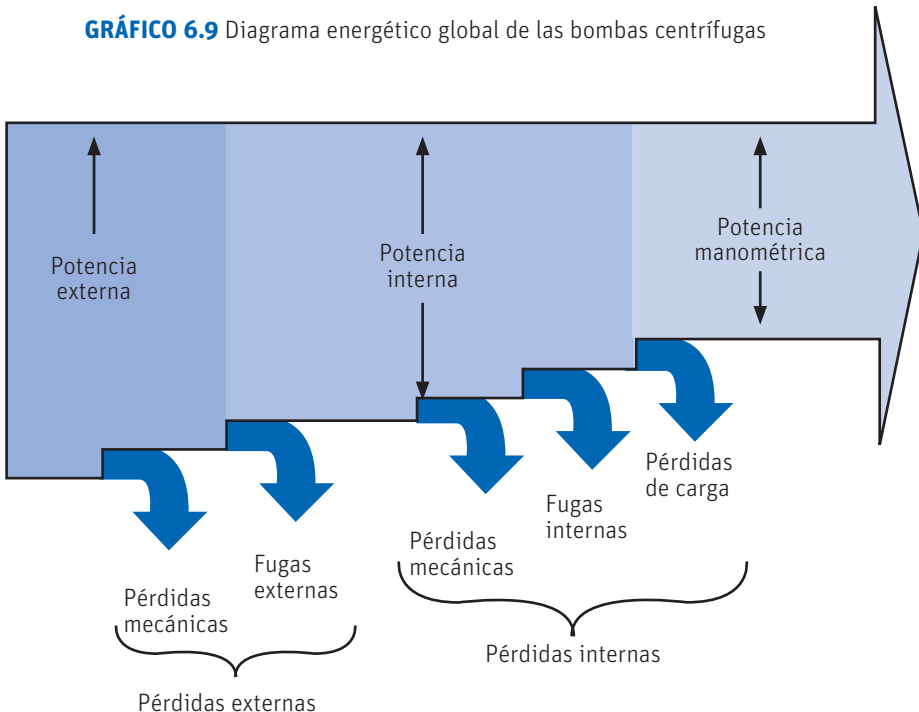 GRÁFICO 6.9 Diagrama energético global de las bombas centrífugas
Potencia
externa
Potencia
interna
Potencia
manométrica
Pérdidas
mecánicas
Fugas
externas
Pérdidas externas
Pérdidas
mecánicas
Fugas
internas
Pérdidas
de carga
Pérdidas internas